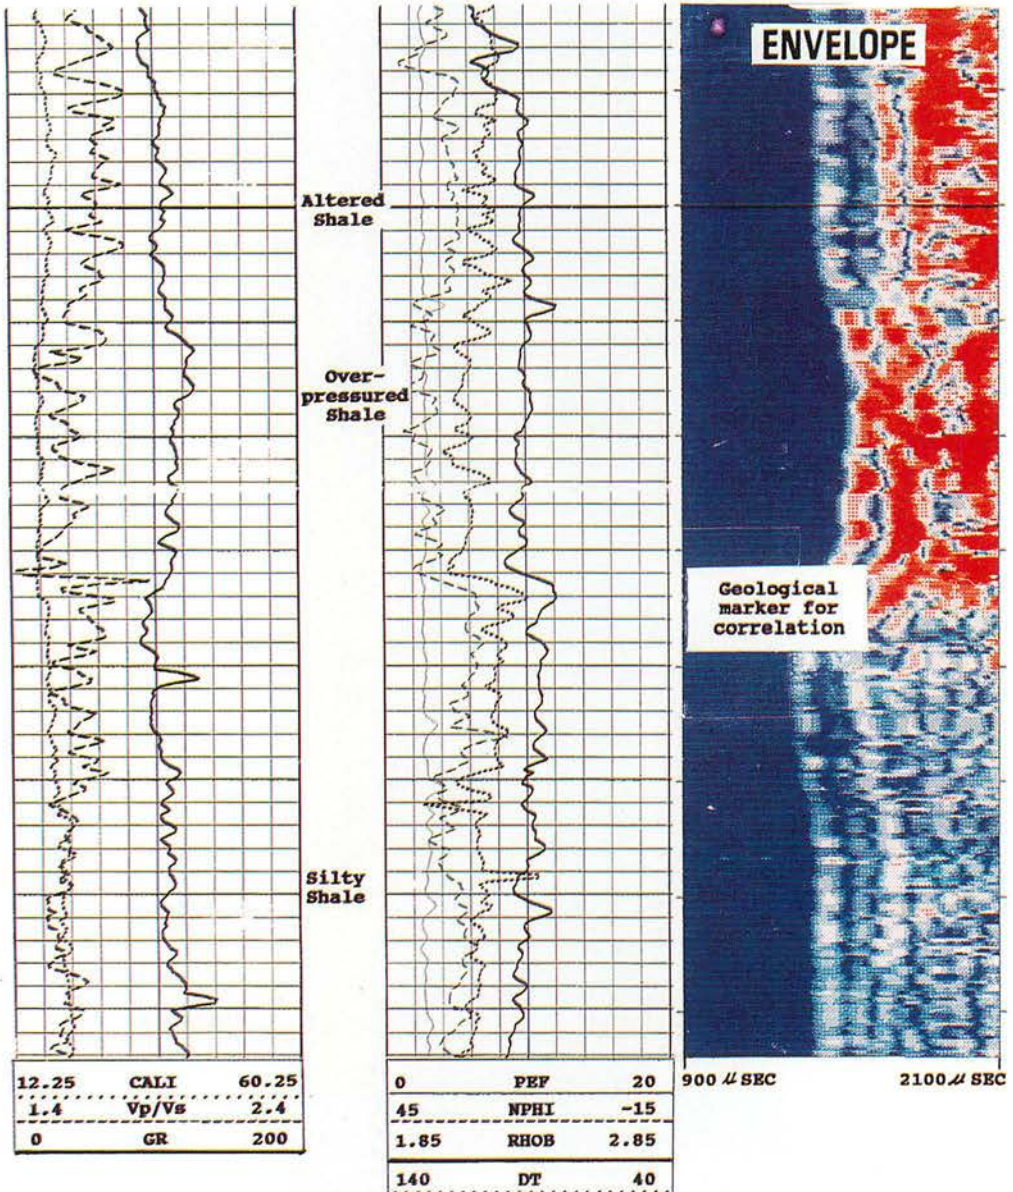 ENVELOPE
Altered
Shale
Over-
pressured
Shale
Geological
marker for
correlation
Silty
Shale
12.25 CALI 60.25
1.4 Vp/Vs 2.4
0 GR 200
0 PEF 20
45 NPHI -15
1.85 RHOB 2.85
140 DT 40
900 μ SEC 2100 μ SEC